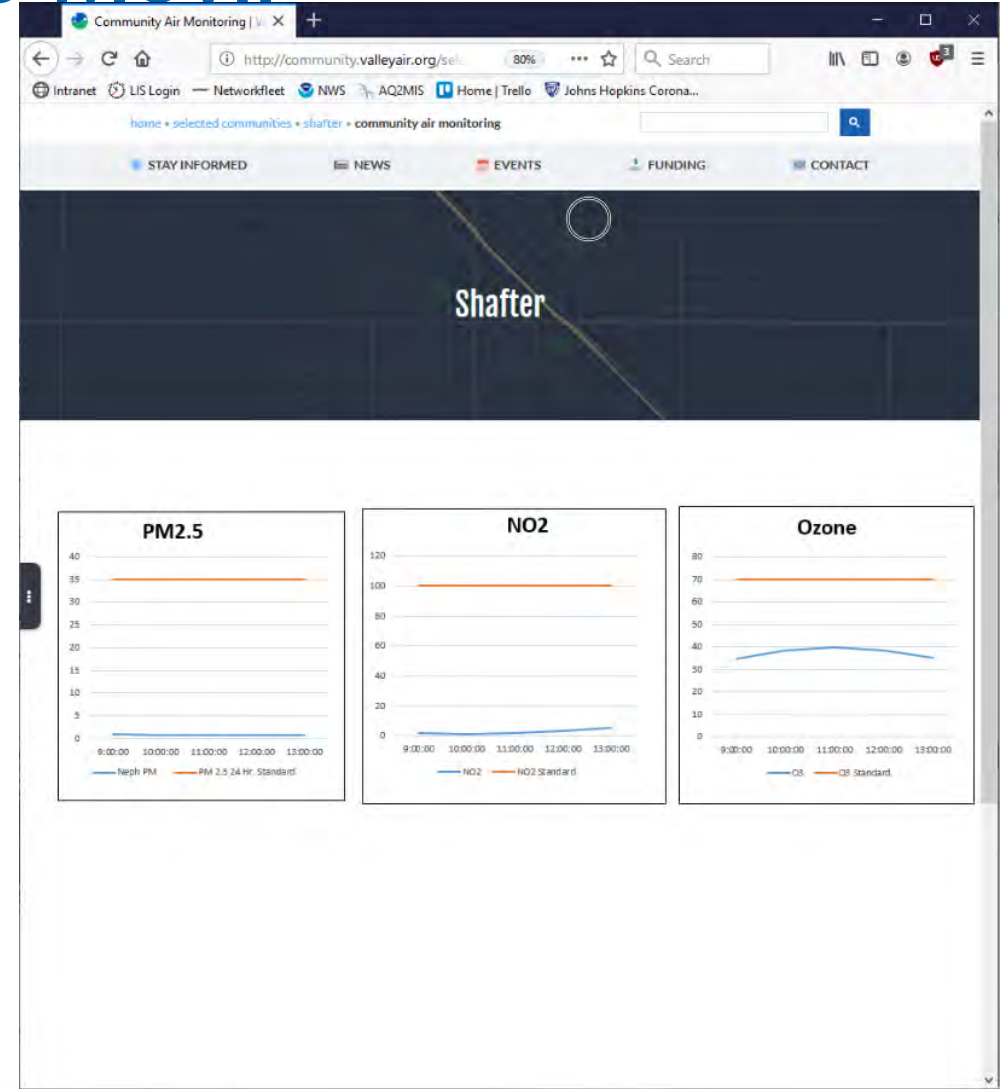 Community Air Monitoring | V
http://community.valleyair.org/sel
80%
Search
3
Intranet LIS Login Networkfleet NWS AQ2MIS Home | Trello Johns Hopkins Corona...
home • selected communities • shafter • community air monitoring
STAY INFORMED NEWS EVENTS FUNDING CONTACT
Shafter
PM2.5
40
35
30
25
20
15
10
5
0
9:00:00 10:00:00 11:00:00 12:00:00 13:00:00
Neph PM PM 2.5 24 Hr. Standard
NO2
120
100
80
60
40
20
0
9:00:00 10:00:00 11:00:00 12:00:00 13:00:00
NO2 NO2 Standard
Ozone
80
70
60
50
40
30
20
10
0
9:00:00 10:00:00 11:00:00 12:00:00 13:00:00
O3 O3 Standard